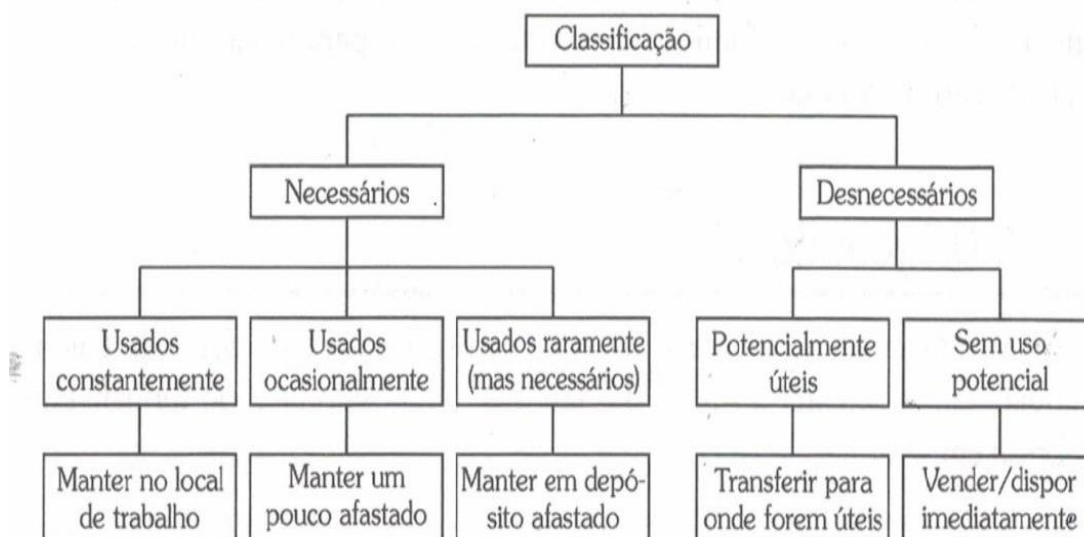 Classificação
Necessários
Desnecessários
Usados
constantemente
Usados
ocasionalmente
Usados raramente
(mas necessários)
Potencialmente
úteis
Sem uso
potencial
Manter no local
de trabalho
Manter um
pouco afastado
Manter em depó-
sito afastado
Transferir para
onde forem úteis
Vender/dispor
imediatamente